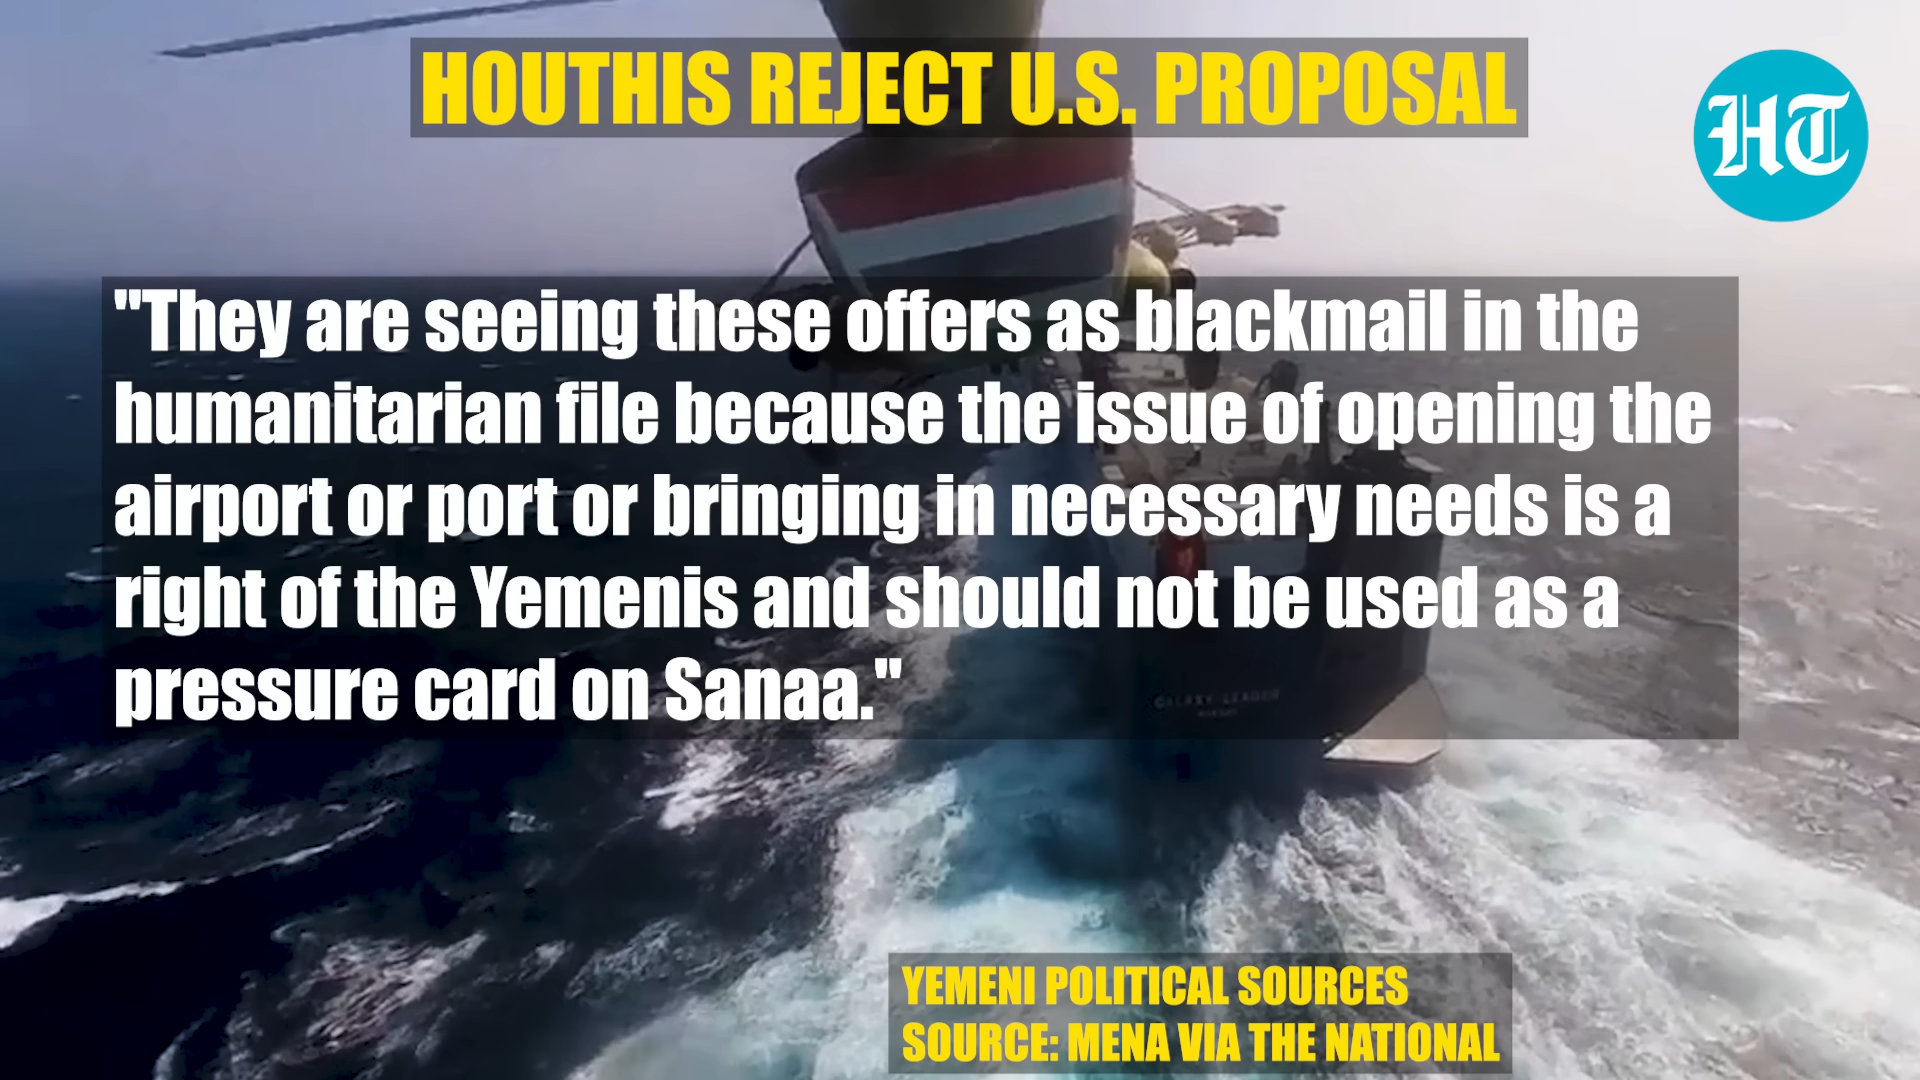 HOUTHIS REJECT U.S. PROPOSAL
HT
"They are seeing these offers as blackmail in the
humanitarian file because the issue of opening the
airport or port or bringing in necessary needs is a
right of the Yemenis and should not be used as a
pressure card on Sanaa."
GALAXY LEADER
YEMENI POLITICAL SOURCES
SOURCE: MENA VIA THE NATIONAL